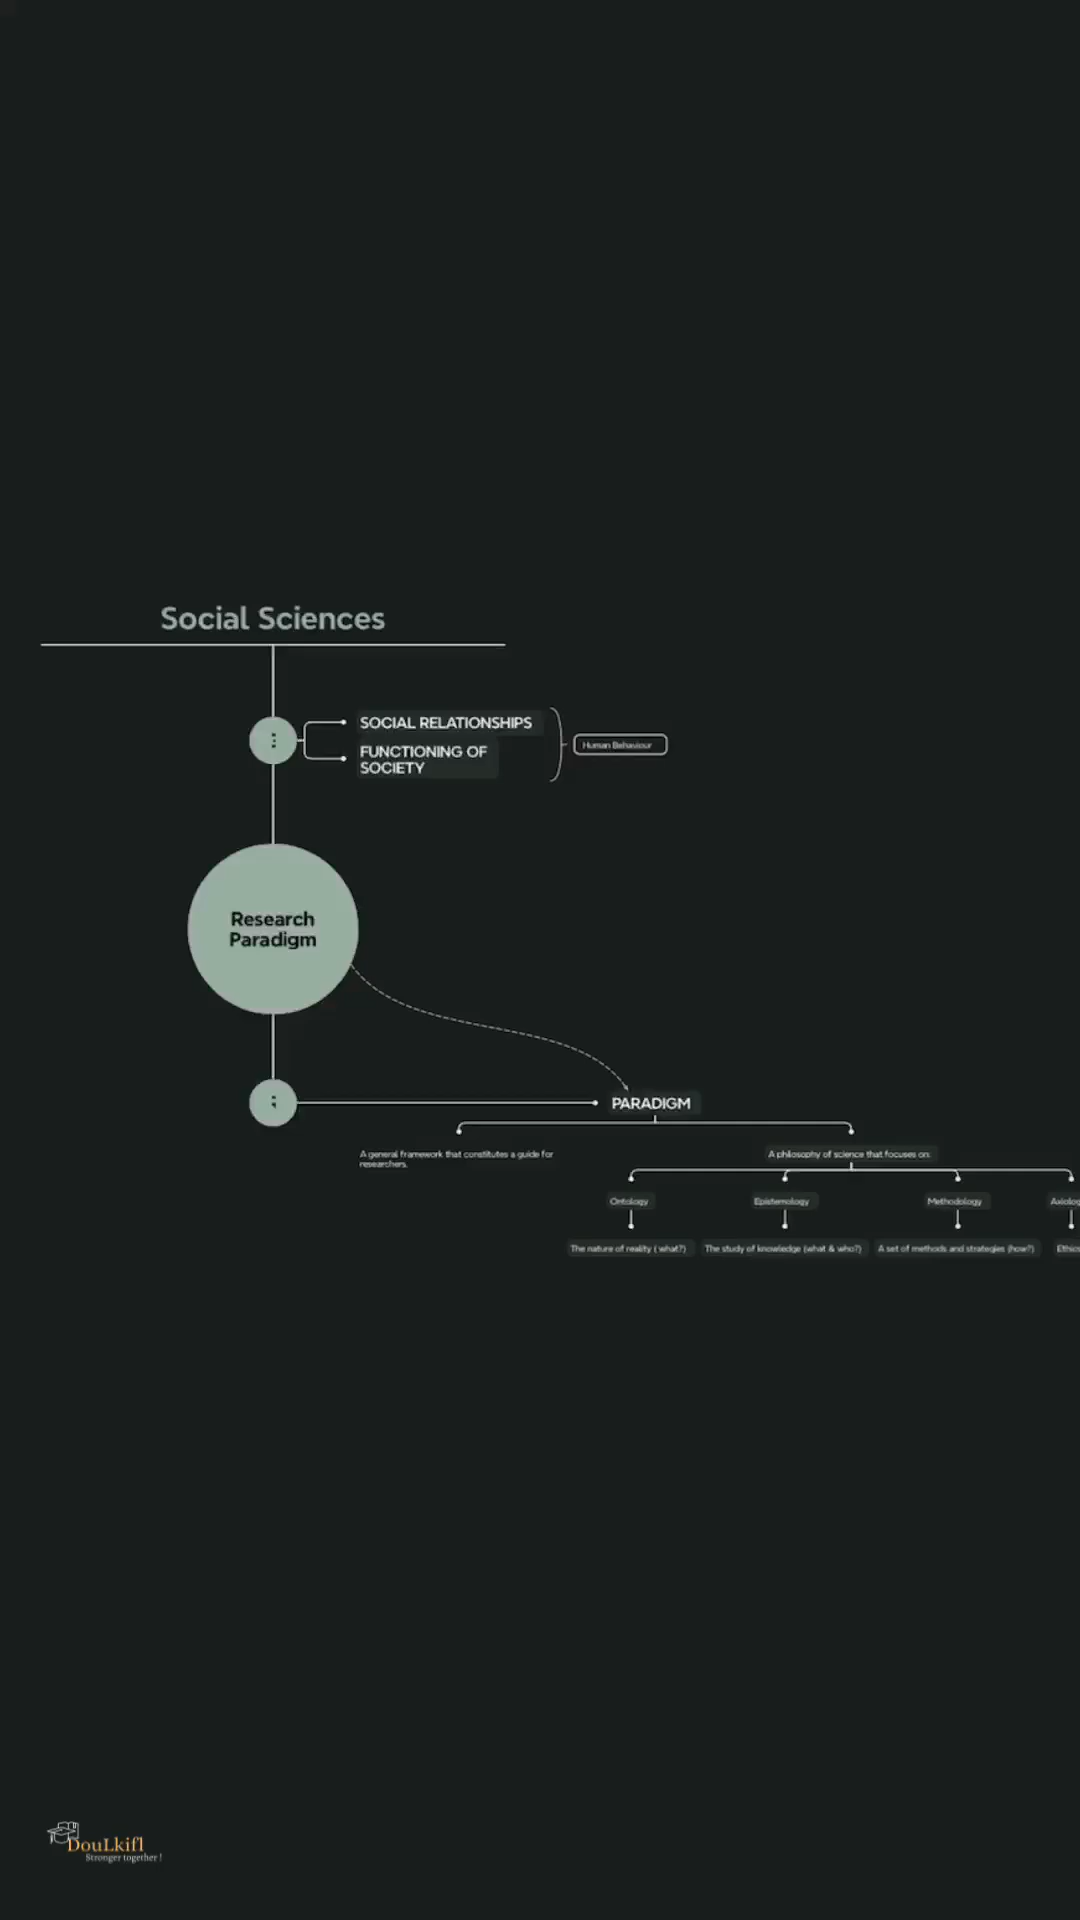 Social Sciences
SOCIAL RELATIONSHIPS
FUNCTIONING OF
SOCIETY
Human Behaviour
Research
Paradigm
PARADIGM
A general framework that constitutes a guide for
researchers.
A philosophy of science that focuses on:
Ontology
Epistemology
Methodology
Axiolog
The nature of reality ( what?)
The study of knowledge (what & who?)
A set of methods and strategies (how?)
Ethics
DouLkifl
Stronger together !